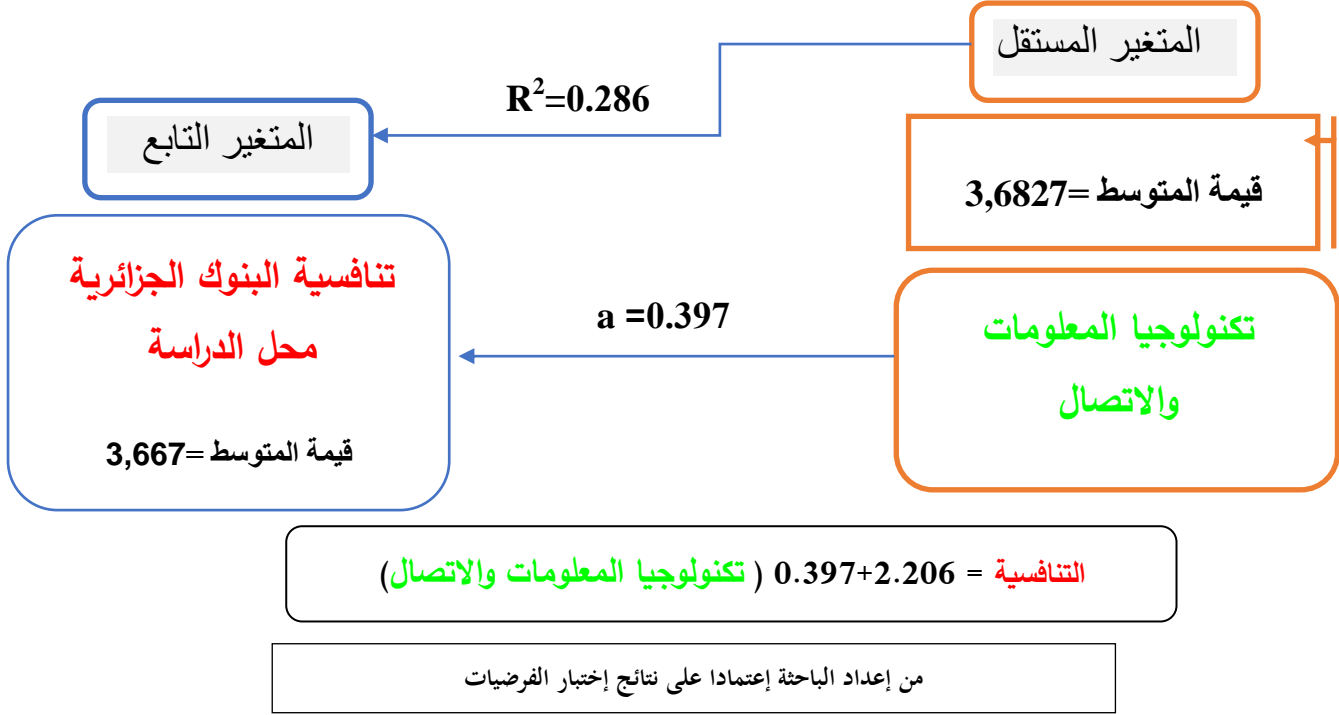 المتغير المستقل
R²=0.286
المتغير التابع
قيمة المتوسط =3,6827
تنافسية البنوك الجزائرية
محل الدراسة
قيمة المتوسط =3,667
a =0.397
تكنولوجيا المعلومات
والاتصال
التنافسية = 2.206+0.397 ( تكنولوجيا المعلومات والاتصال)
من إعداد الباحثة إعتمادا على نتائج إختبار الفرضيات